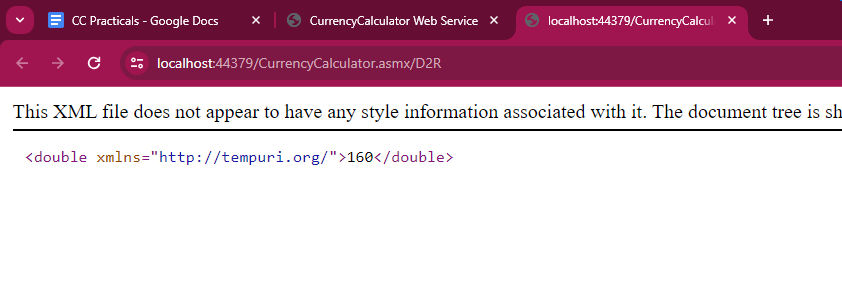 CC Practicals - Google Docs
CurrencyCalculator Web Service
localhost:44379/CurrencyCalcul
localhost:44379/CurrencyCalculator.asmx/D2R
This XML file does not appear to have any style information associated with it. The document tree is sh
<double xmlns="http://tempuri.org/">160</double>